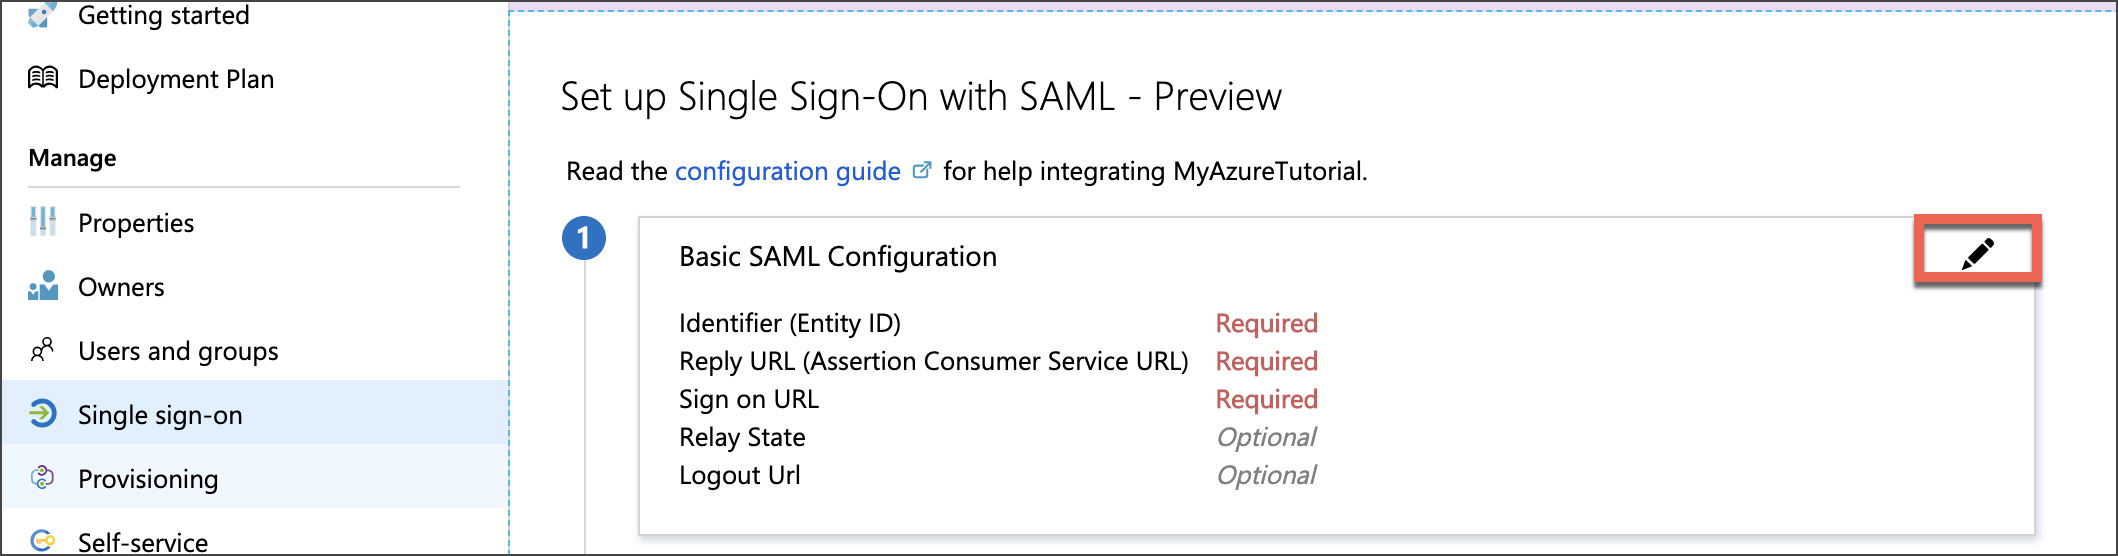 Getting started
Deployment Plan
Manage
Properties
Owners
Users and groups
Single sign-on
Provisioning
Self-service
Set up Single Sign-On with SAML - Preview
Read the configuration guide for help integrating MyAzureTutorial.
1
Basic SAML Configuration
Identifier (Entity ID) Required
Reply URL (Assertion Consumer Service URL) Required
Sign on URL Required
Relay State Optional
Logout Url Optional